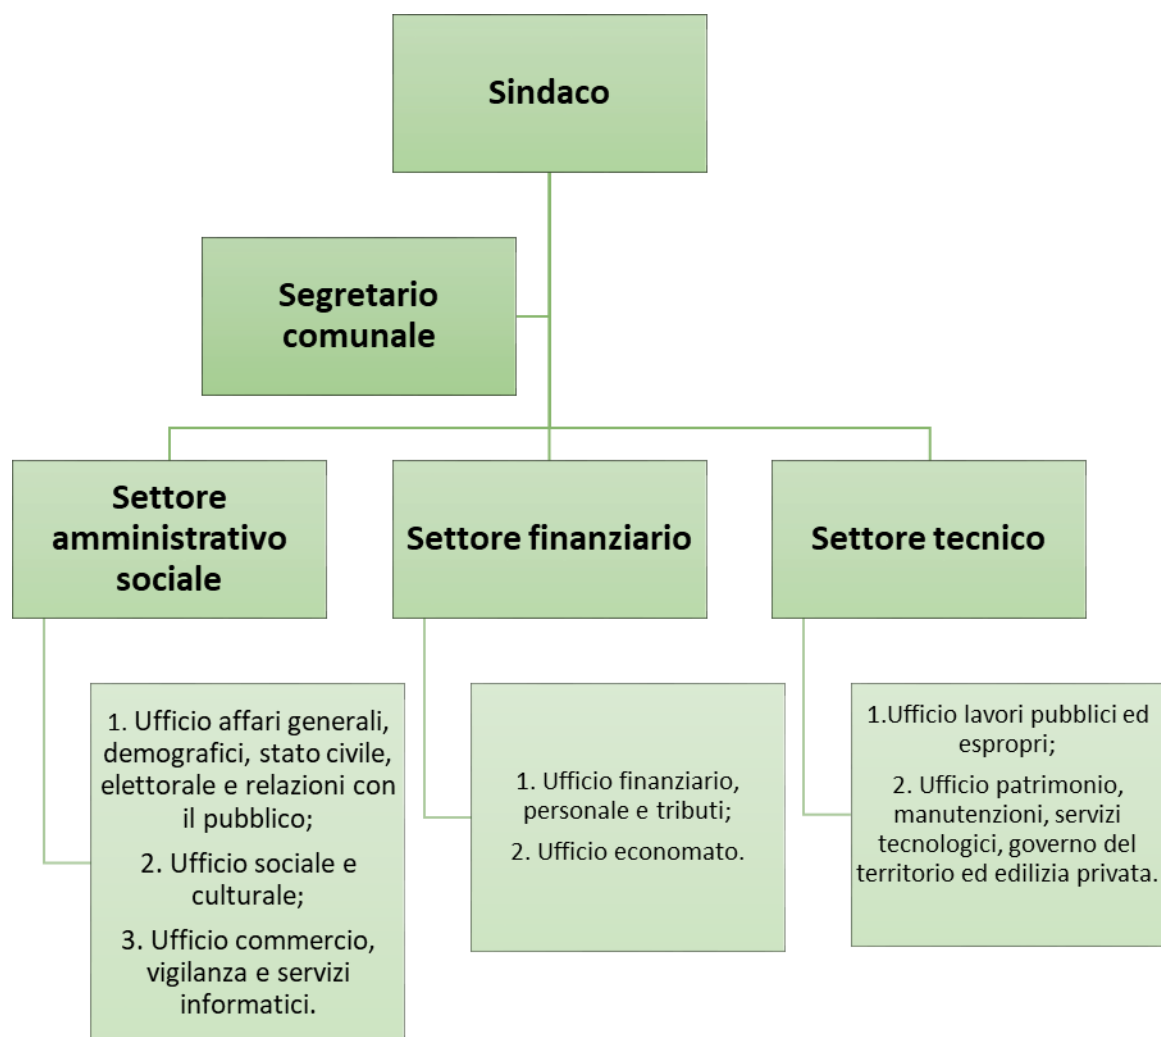 Sindaco
Segretario
comunale
Settore
amministrativo
sociale
Settore finanziario
Settore tecnico
1. Ufficio affari generali,
demografici, stato civile,
elettorale e relazioni con
il pubblico;
2. Ufficio sociale e
culturale;
3. Ufficio commercio,
vigilanza e servizi
informatici.
1. Ufficio finanziario,
personale e tributi;
2. Ufficio economato.
1.Ufficio lavori pubblici ed
espropri;
2. Ufficio patrimonio,
manutenzioni, servizi
tecnologici, governo del
territorio ed edilizia privata.